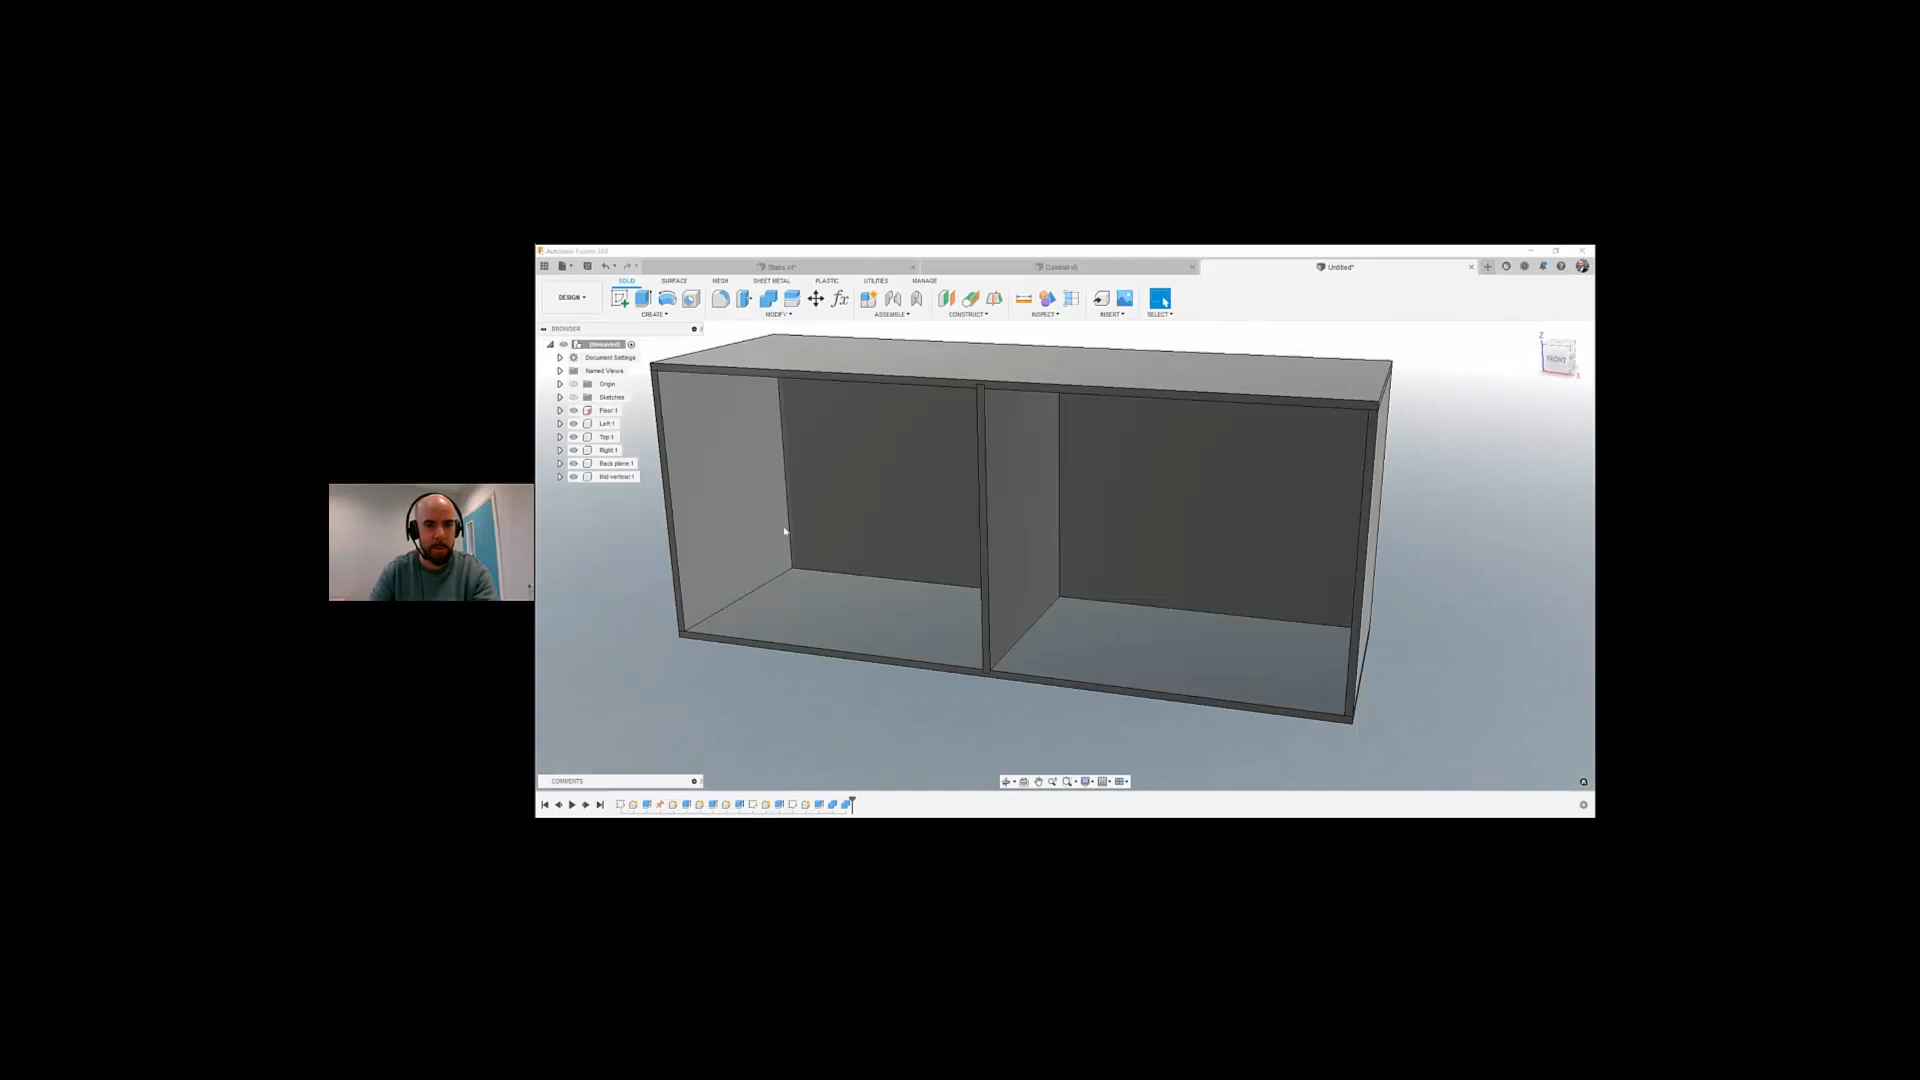 Autodesk Fusion 360
Stairs v4*
Cabinet v5
Untitled*
SOLID
SURFACE
MESH
SHEET METAL
PLASTIC
UTILITIES
MANAGE
DESIGN
CREATE
MODIFY
ASSEMBLE
CONSTRUCT
INSPECT
INSERT
SELECT
BROWSER
(Unsaved)
Document Settings
Named Views
Origin
Sketches
Floor:1
Left:1
Top:1
Right:1
Back plane:1
Mid vertical:1
Z
FRONT
X
COMMENTS